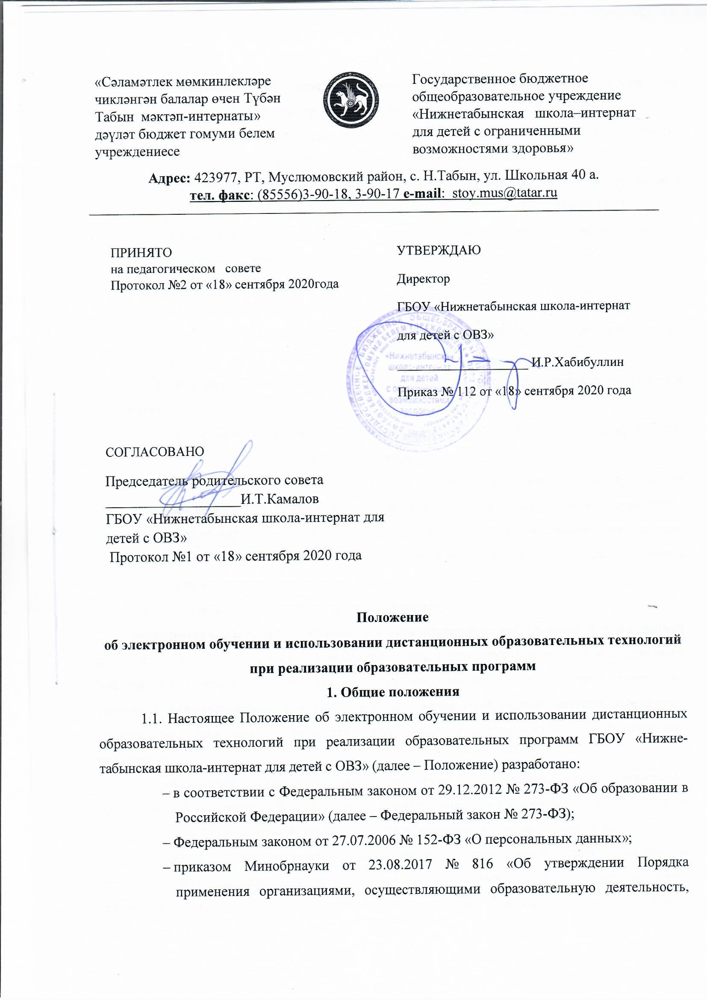 «Сәламәтлек мөмкинлекләре
чикләнгән балалар өчен Түбән
Табын мәктәп-интернаты»
дәүләт бюджет гомуми белем
учреждениесе
Государственное бюджетное
общеобразовательное учреждение
«Нижнетабынская школа–интернат
для детей с ограниченными
возможностями здоровья»
Адрес: 423977, РТ, Муслюмовский район, с. Н.Табын, ул. Школьная 40 а.
тел. факс: (85556)3-90-18, 3-90-17 e-mail: stoy.mus@tatar.ru
ПРИНЯТО
на педагогическом совете
Протокол №2 от «18» сентября 2020года
УТВЕРЖДАЮ
Директор
ГБОУ «Нижнетабынская школа-интернат
для детей с ОВЗ»
И.Р.Хабибуллин
Приказ № 112 от «18» сентября 2020 года
«Нижнетабынская
школа-интернат
для детей
возможностями
здоровья»
СОГЛАСОВАНО
Председатель родительского совета
И.Т.Камалов
ГБОУ «Нижнетабынская школа-интернат для
детей с ОВЗ»
Протокол №1 от «18» сентября 2020 года
Положение
об электронном обучении и использовании дистанционных образовательных технологий
при реализации образовательных программ
1. Общие положения
1.1. Настоящее Положение об электронном обучении и использовании дистанционных
образовательных технологий при реализации образовательных программ ГБОУ «Нижне-
табынская школа-интернат для детей с ОВЗ» (далее – Положение) разработано:
– в соответствии с Федеральным законом от 29.12.2012 № 273-ФЗ «Об образовании в
Российской Федерации» (далее – Федеральный закон № 273-ФЗ);
– Федеральным законом от 27.07.2006 № 152-ФЗ «О персональных данных»;
– приказом Минобрнауки от 23.08.2017 № 816 «Об утверждении Порядка
применения организациями, осуществляющими образовательную деятельность,